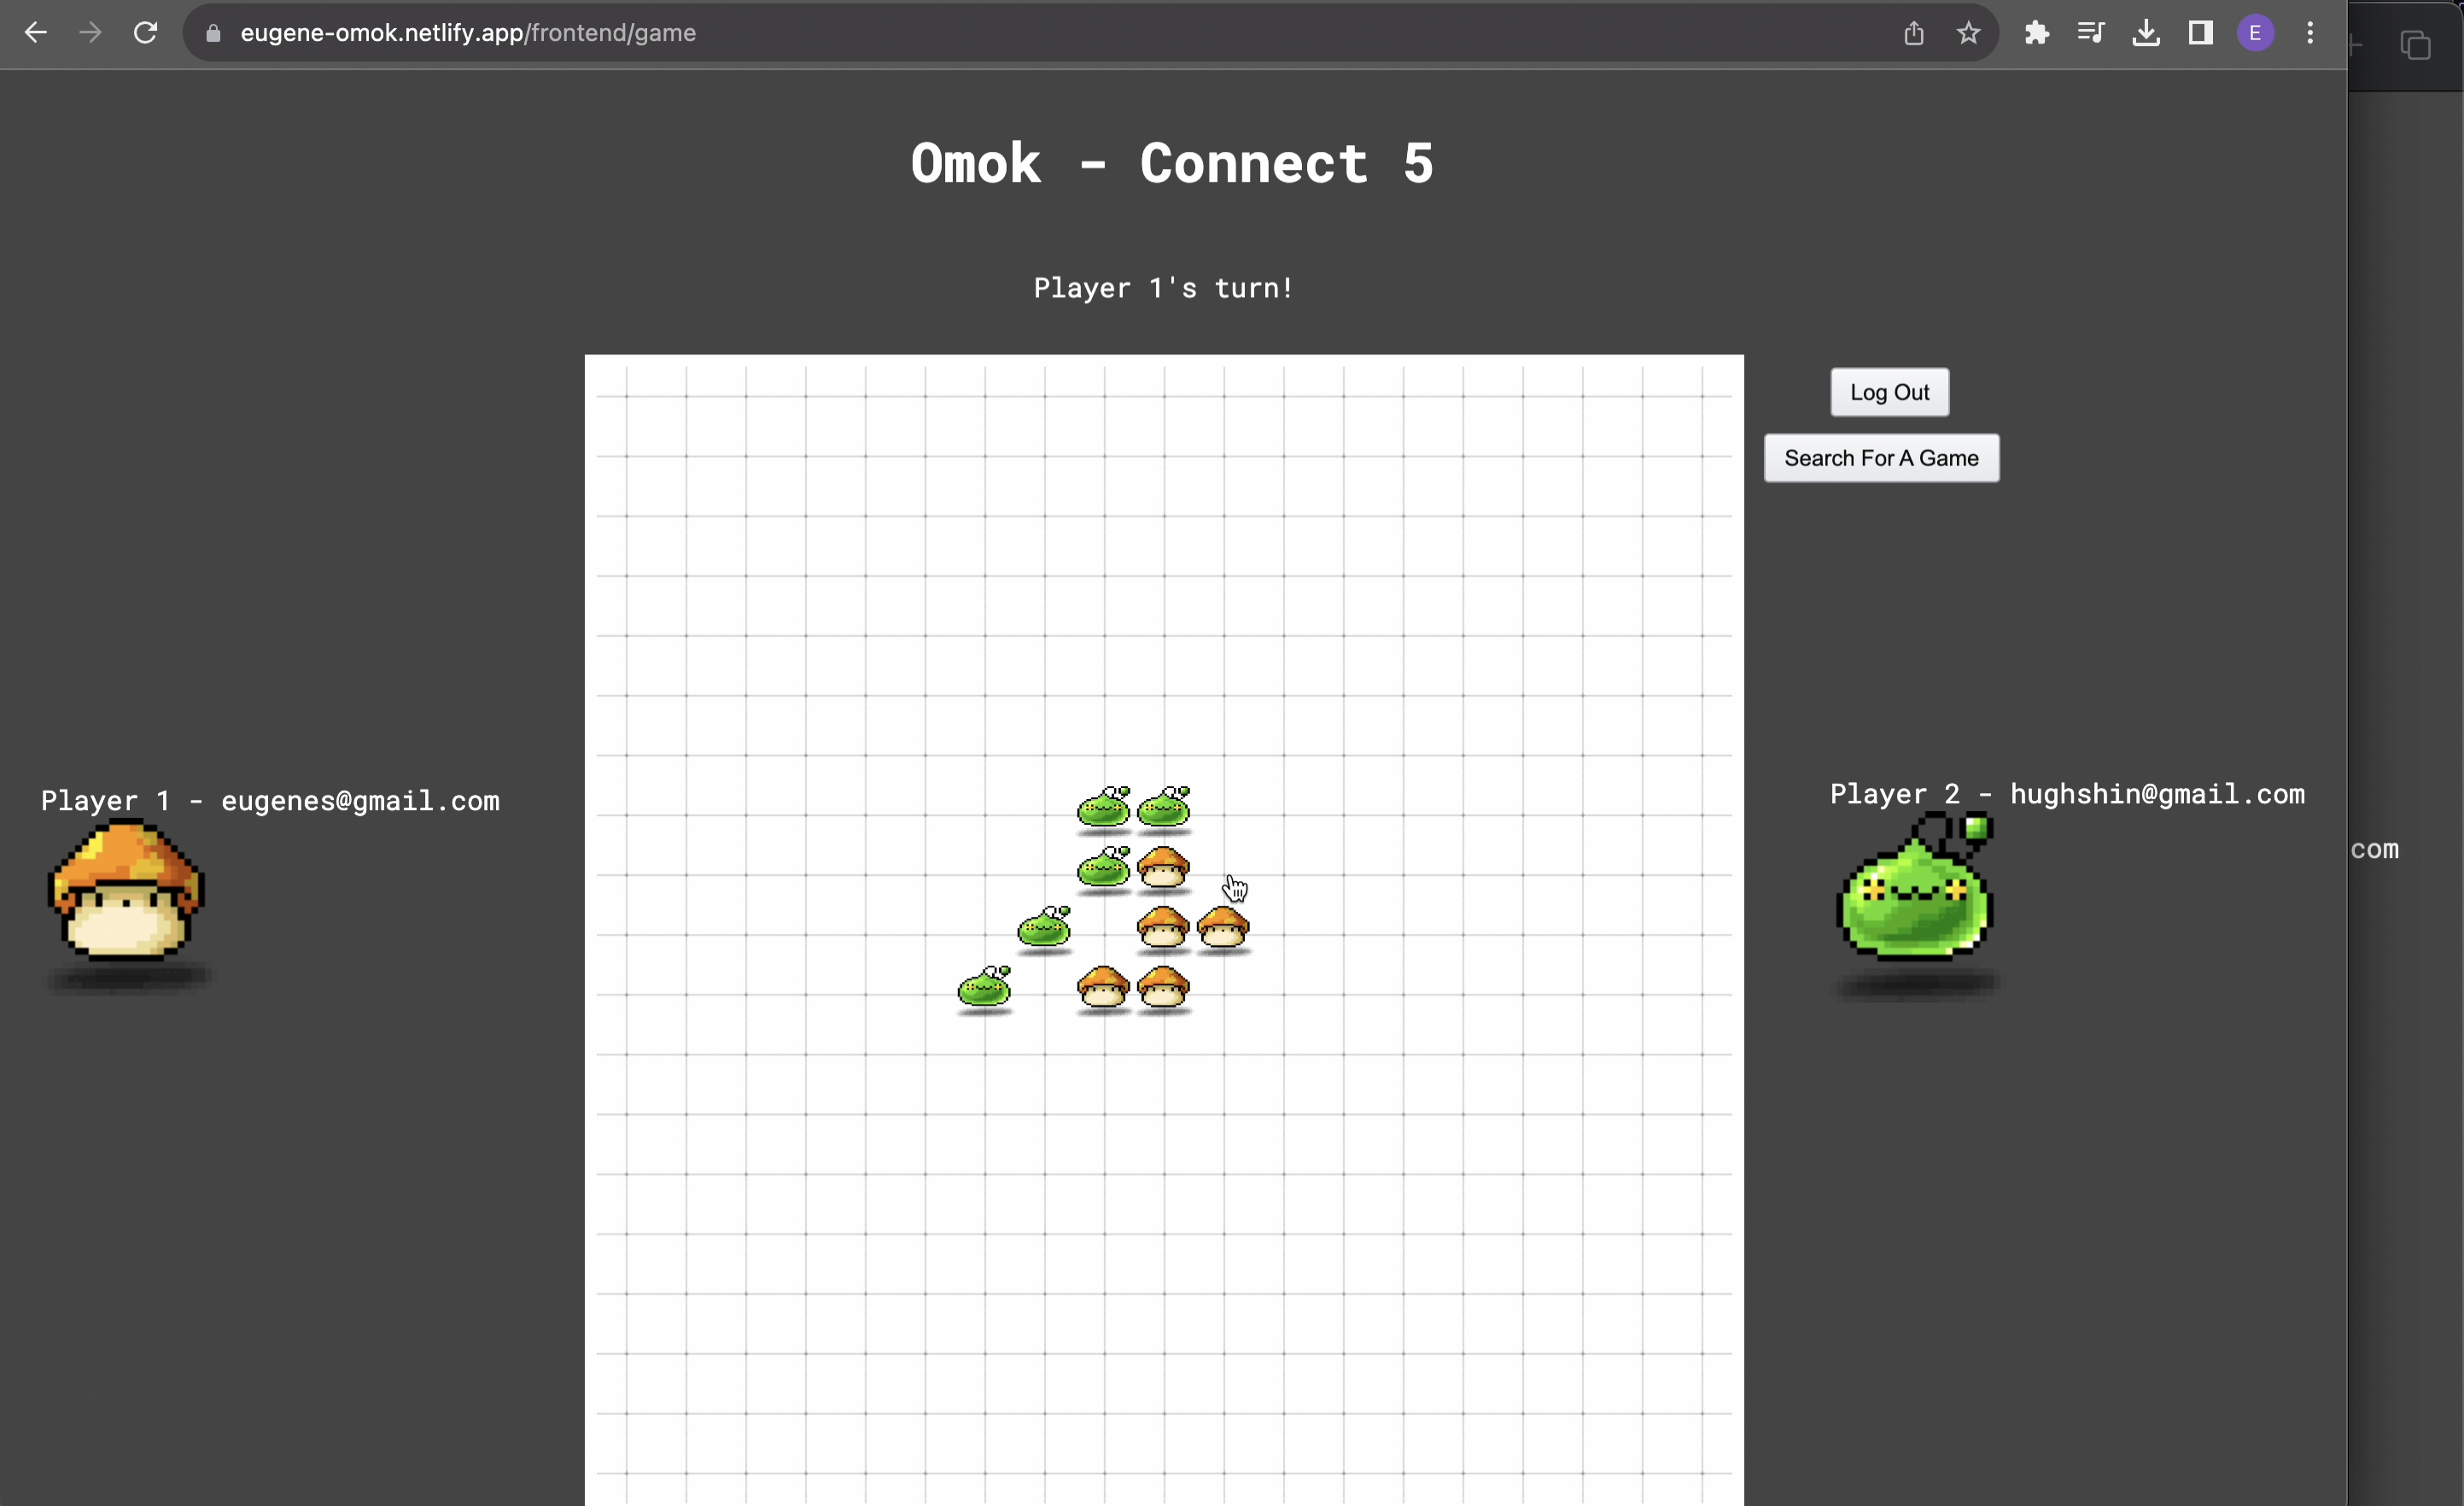 eugene-omok.netlify.app/frontend/game
E
Omok - Connect 5
Player 1's turn!
Log Out
Search For A Game
Player 1 - eugenes@gmail.com
Player 2 - hughshin@gmail.com
com